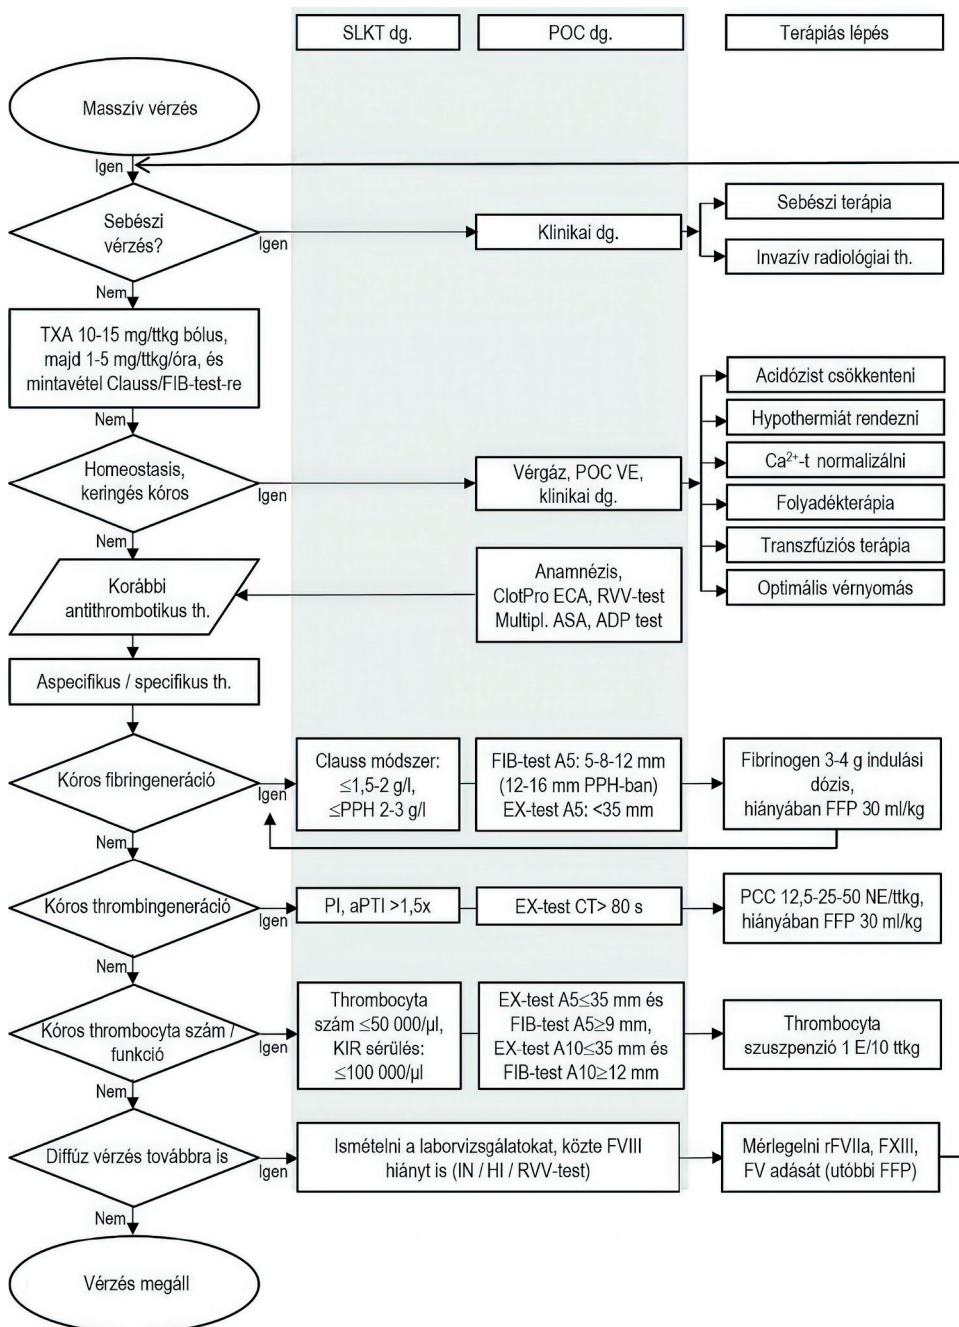 SLKT dg.
POC dg.
Terápiás lépés
Masszív vérzés
Igen
Sebészi
vérzés?
Igen
Klinikai dg.
Sebészi terápia
Invazív radiológiai th.
Nem
TXA 10-15 mg/ttkg bólus,
majd 1-5 mg/ttkg/óra, és
mintavétel Clauss/FIB-test-re
Nem
Homeostasis,
keringés kóros
Igen
Vérgáz, POC VE,
klinikai dg.
Acidózist csökkenteni
Hypothermiát rendezni
Ca²⁺-t normalizálni
Folyadékterápia
Transzfúziós terápia
Optimális vérnyomás
Nem
Korábbi
antithrombotikus th.
Anamnézis,
ClotPro ECA, RVV-test
Multipl. ASA, ADP test
Aspecifikus / specifikus th.
Kóros fibringeneráció
Igen
Clauss módszer:
≤1,5-2 g/l,
≤PPH 2-3 g/l
FIB-test A5: 5-8-12 mm
(12-16 mm PPH-ban)
EX-test A5: <35 mm
Fibrinogen 3-4 g indulási
dózis,
hiányában FFP 30 ml/kg
Nem
Kóros thrombingeneráció
Igen
PI, aPTI >1,5x
EX-test CT> 80 s
PCC 12,5-25-50 NE/ttkg,
hiányában FFP 30 ml/kg
Nem
Kóros thrombocyta szám /
funkció
Igen
Thrombocyta
szám ≤50 000/µl,
KIR sérülés:
≤100 000/µl
EX-test A5≤35 mm és
FIB-test A5≥9 mm,
EX-test A10≤35 mm és
FIB-test A10≥12 mm
Thrombocyta
szuszpenzió 1 E/10 ttkg
Nem
Diffúz vérzés továbbra is
Igen
Ismételni a laborvizsgálatokat, közte FVIII
hiányt is (IN / HI / RVV-test)
Mérlegelni rFVIIa, FXIII,
FV adását (utóbbi FFP)
Nem
Vérzés megáll